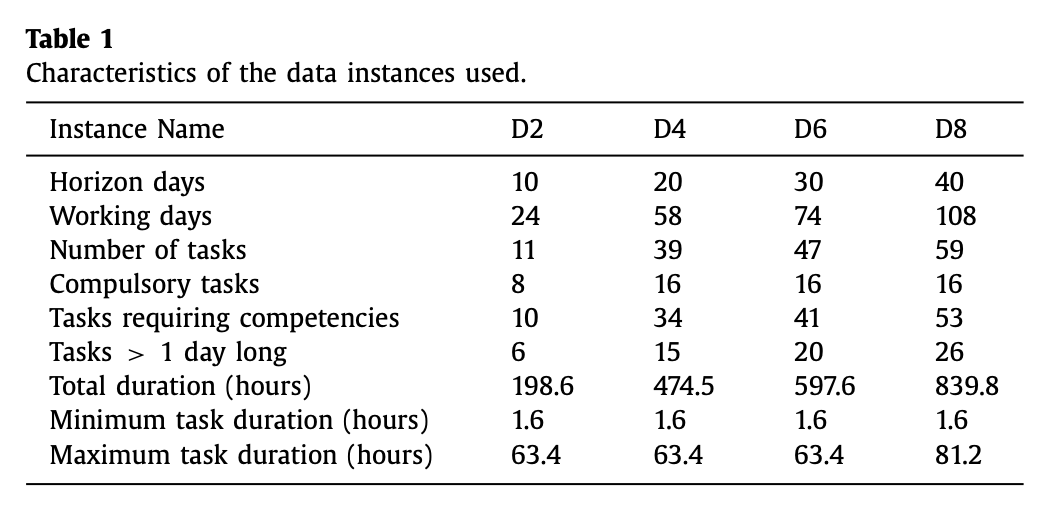 Table 1
Characteristics of the data instances used.
Instance Name D2 D4 D6 D8
Horizon days 10 20 30 40
Working days 24 58 74 108
Number of tasks 11 39 47 59
Compulsory tasks 8 16 16 16
Tasks requiring competencies 10 34 41 53
Tasks > 1 day long 6 15 20 26
Total duration (hours) 198.6 474.5 597.6 839.8
Minimum task duration (hours) 1.6 1.6 1.6 1.6
Maximum task duration (hours) 63.4 63.4 63.4 81.2